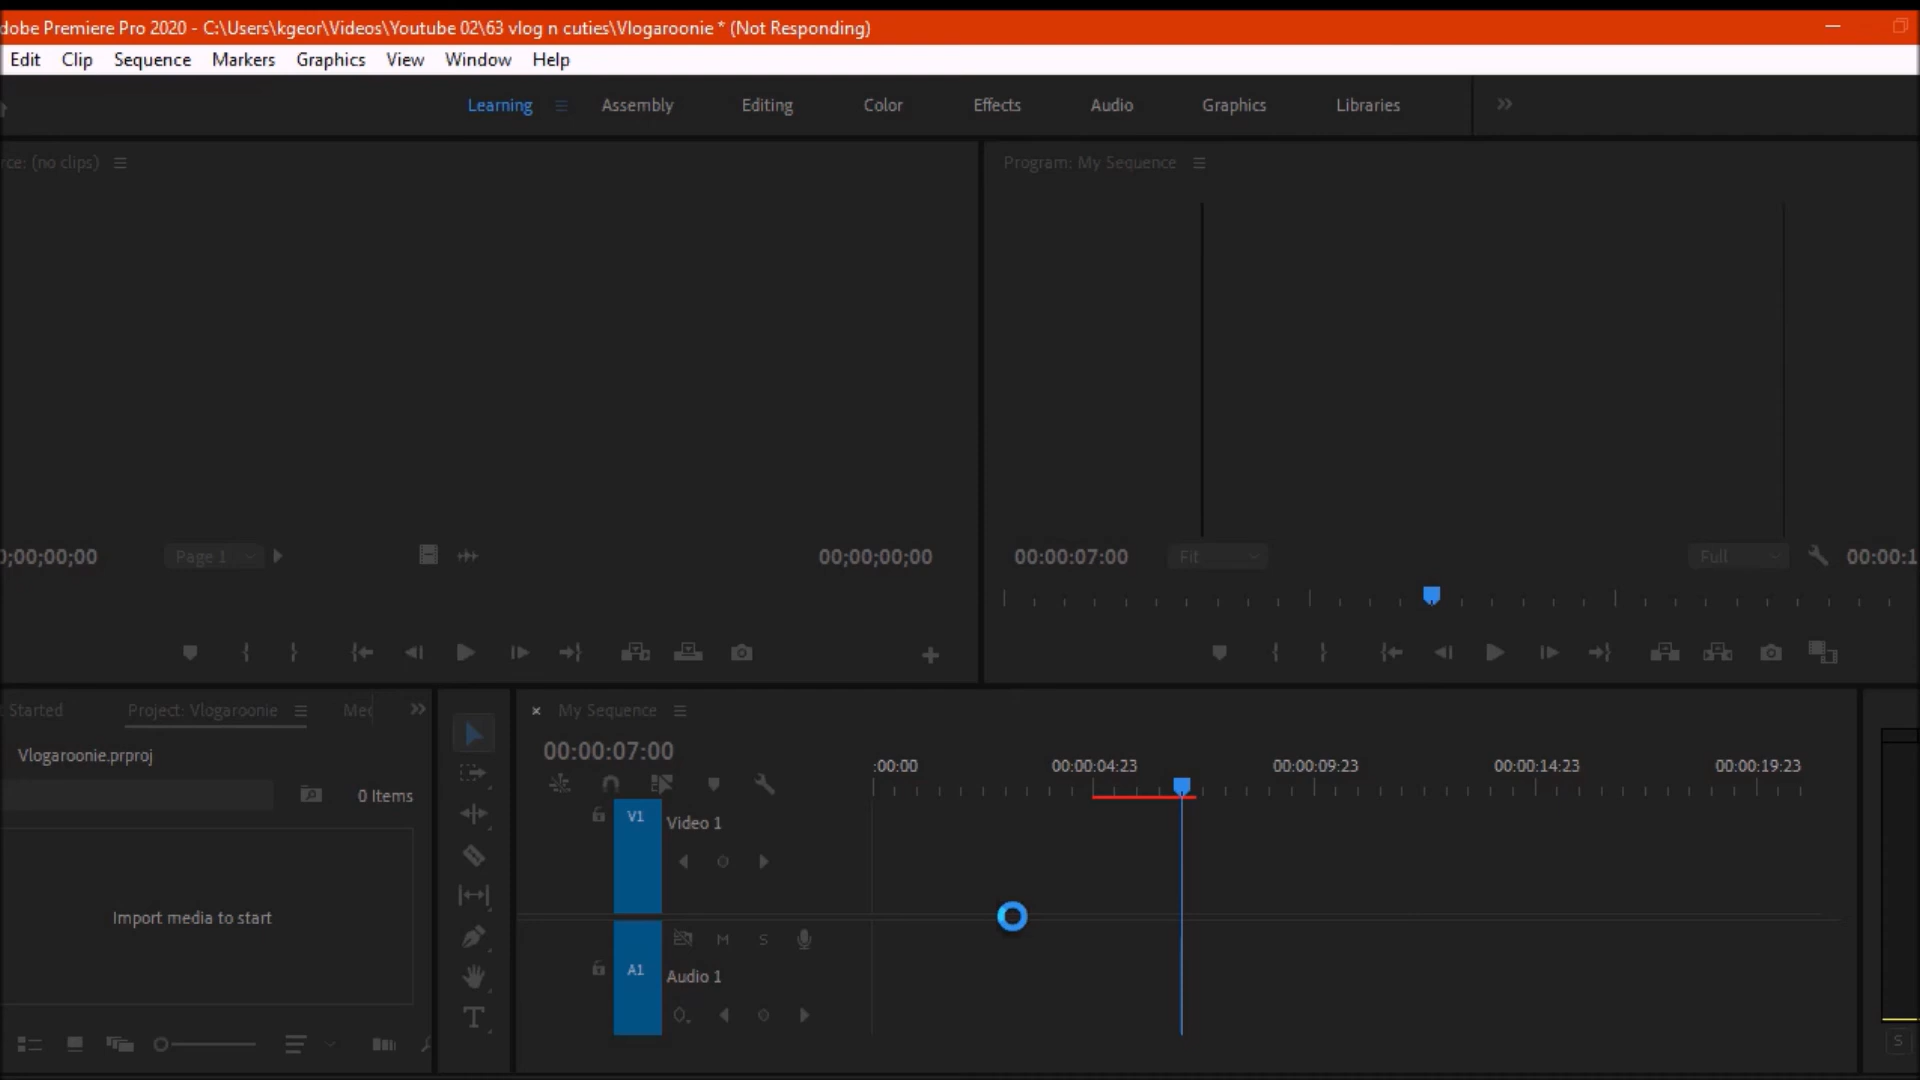 dobe Premiere Pro 2020 - C:\Users\kgeor\Videos\Youtube 02\63 vlog n cuties\Vlogaroonie * (Not Responding)
Edit Clip Sequence Markers Graphics View Window Help
Learning Assembly Editing Color Effects Audio Graphics Libraries
rce: (no clips)
Program: My Sequence
;00;00;00 Page 1 00;00;00;00
00:00:07:00 Fit Full 00:00:1
Started Project: Vlogaroonie Med
Vlogaroonie.prproj
0 Items
Import media to start
My Sequence
00:00:07:00
:00:00 00:00:04:23 00:00:09:23 00:00:14:23 00:00:19:23
V1 Video 1
M S
A1 Audio 1
S